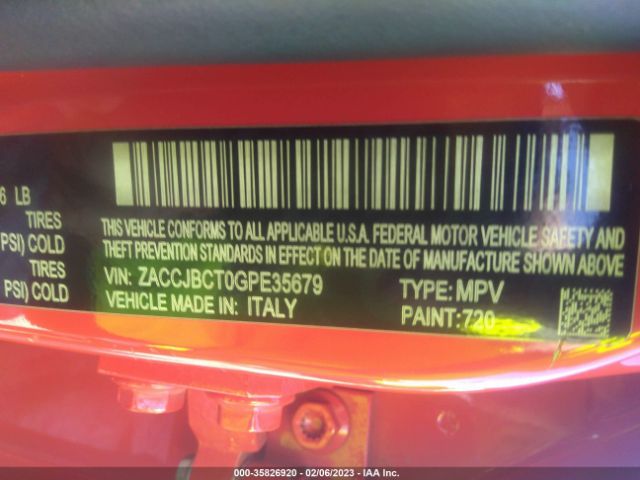 6 LB
TIRES
PSI) COLD
TIRES
PSI) COLD
THIS VEHICLE CONFORMS TO ALL APPLICABLE U.S.A. FEDERAL MOTOR VEHICLE SAFETY AND
THEFT PREVENTION STANDARDS IN EFFECT ON THE DATE OF MANUFACTURE SHOWN ABOVE
VIN: ZACCJBCT0GPE35679 TYPE: MPV
VEHICLE MADE IN: ITALY PAINT:720
000-35826920 - 02/06/2023 - IAA Inc.